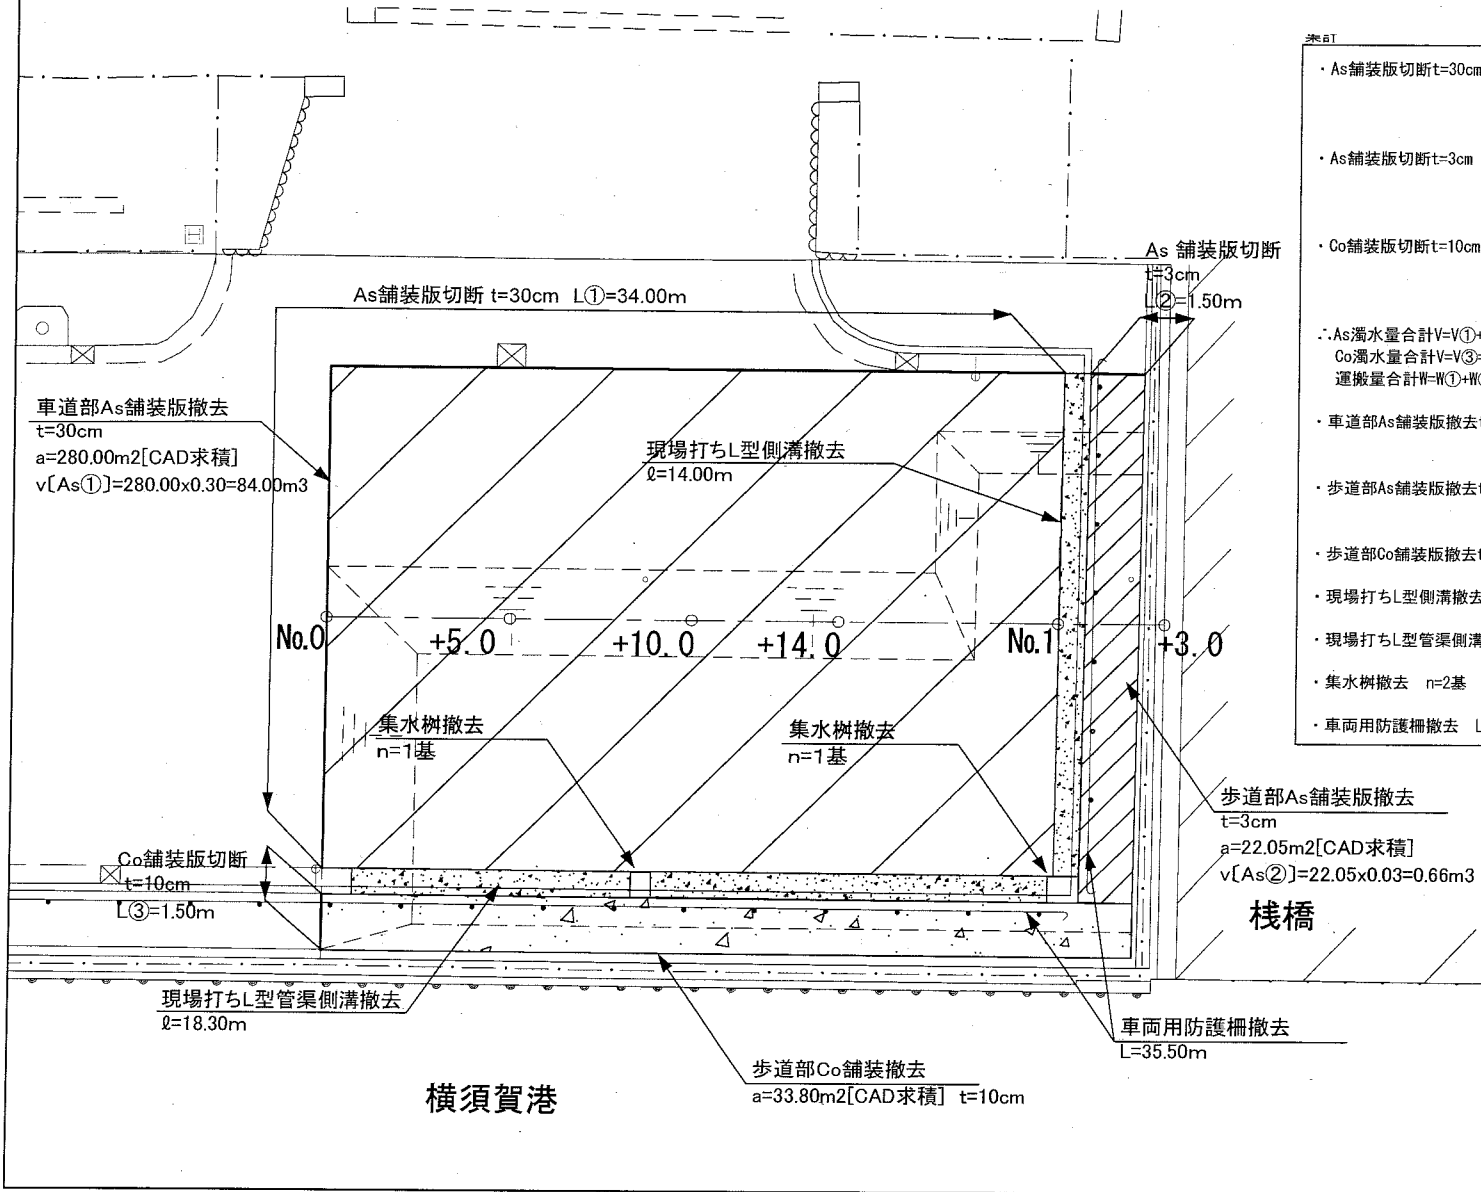 As舗装版切断 t=30cm L①=34.00m
As 舗装版切断
t=3cm
L②=1.50m
車道部As舗装版撤去
t=30cm
a=280.00m2[CAD求積]
v[As①]=280.00x0.30=84.00m3
現場打ちL型側溝撤去
ℓ=14.00m
No.0
+5.0
+10.0
+14.0
No.1
+3.0
集水桝撤去
n=1基
集水桝撤去
n=1基
Co舗装版切断
t=10cm
L③=1.50m
歩道部As舗装版撤去
t=3cm
a=22.05m2[CAD求積]
v[As②]=22.05x0.03=0.66m3
桟橋
現場打ちL型管渠側溝撤去
ℓ=18.30m
車両用防護柵撤去
L=35.50m
歩道部Co舗装撤去
a=33.80m2[CAD求積] t=10cm
横須賀港
・As舗装版切断t=30cm
・As舗装版切断t=3cm
・Co舗装版切断t=10cm
∴As濁水量合計V=V①+
Co濁水量合計V=V③=
運搬量合計W=W①+W
・車道部As舗装版撤去t
・歩道部As舗装版撤去t
・歩道部Co舗装版撤去t
・現場打ちL型側溝撤去
・現場打ちL型管渠側溝
・集水桝撤去 n=2基
・車両用防護柵撤去 L